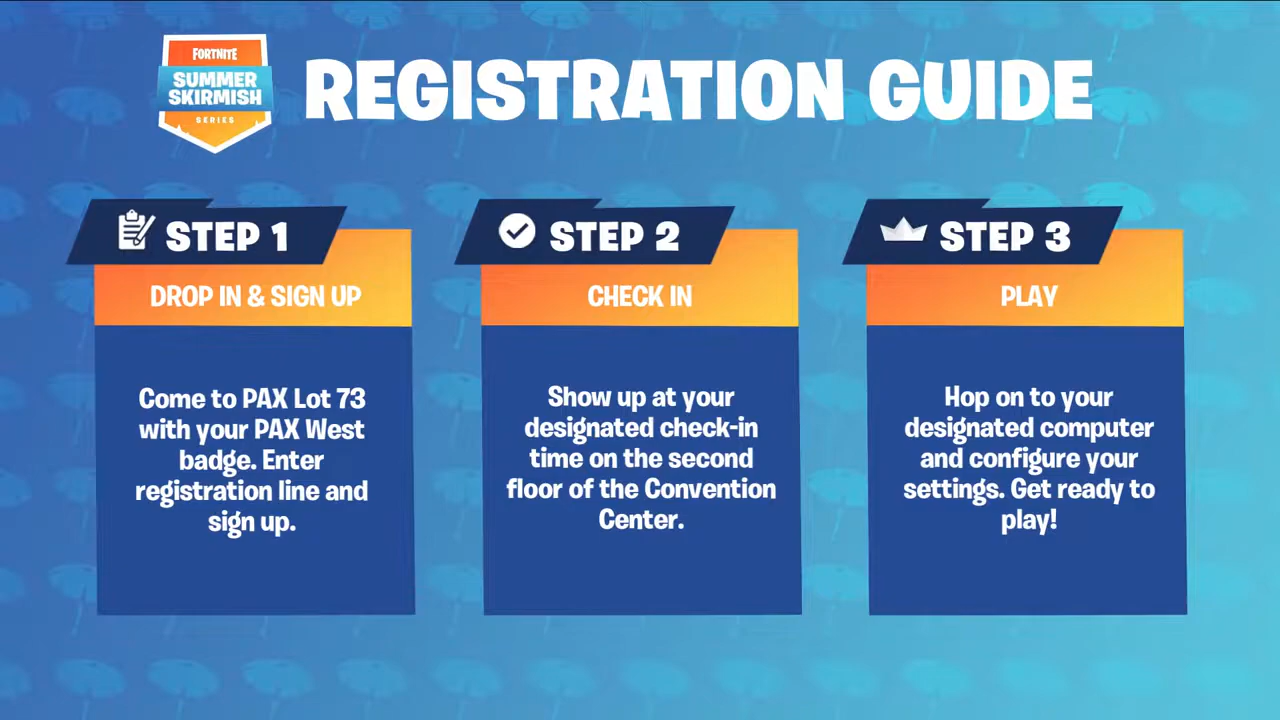 FORTNITE
SUMMER
SKIRMISH
SERIES
REGISTRATION GUIDE
STEP 1
DROP IN & SIGN UP
Come to PAX Lot 73
with your PAX West
badge. Enter
registration line and
sign up.
STEP 2
CHECK IN
Show up at your
designated check-in
time on the second
floor of the Convention
Center.
STEP 3
PLAY
Hop on to your
designated computer
and configure your
settings. Get ready to
play!